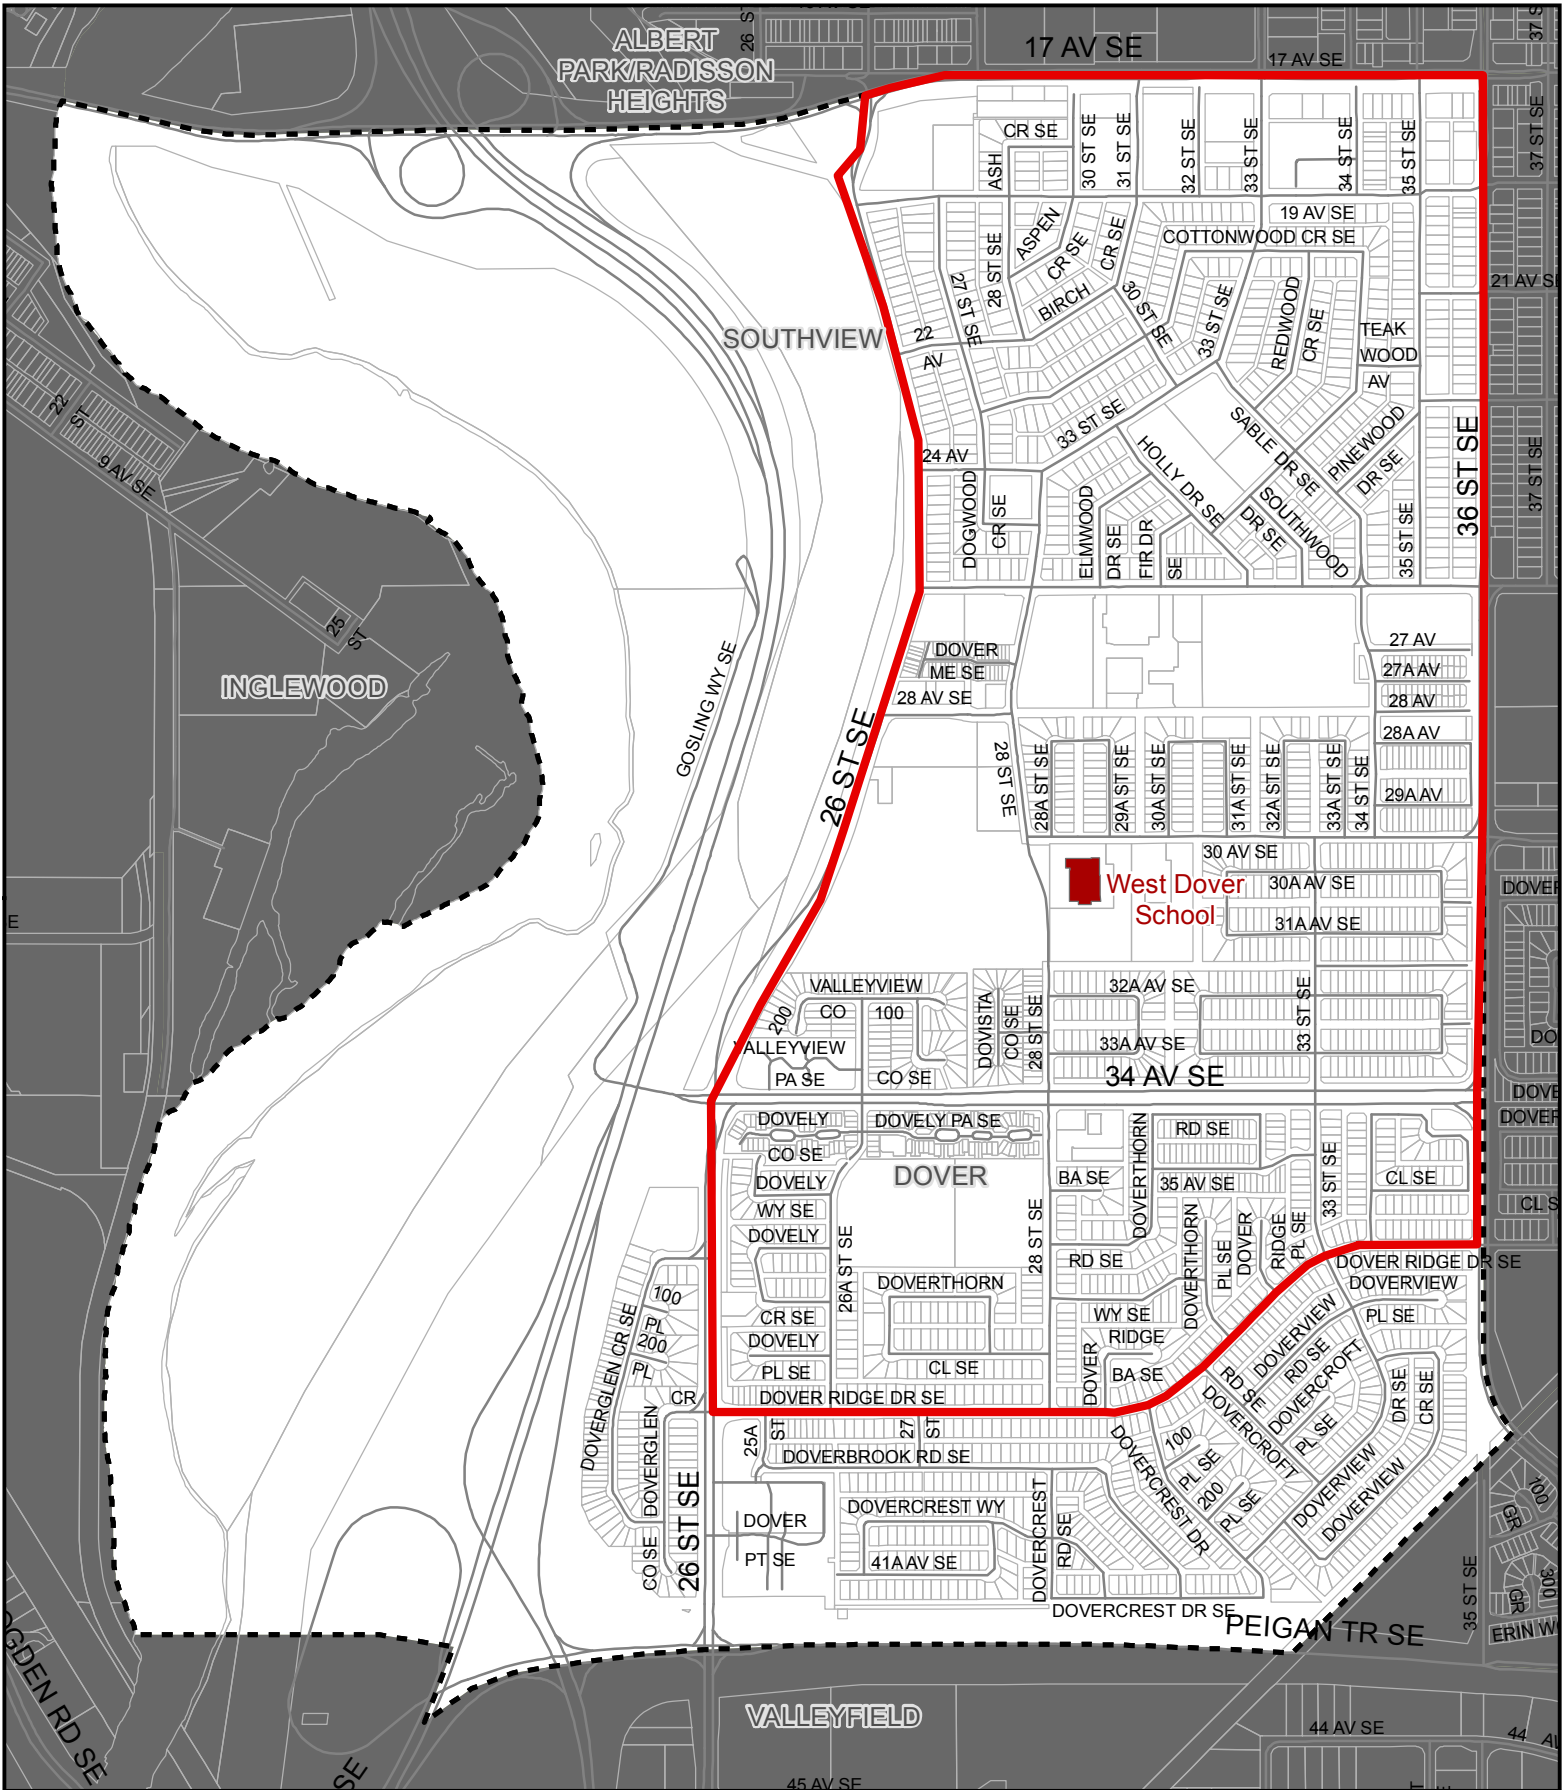 ALBERT
PARK/RADISSON
HEIGHTS
26 S
17 AV SE
17 AV SE
37 S
CR SE
ASH
30 ST SE
31 ST SE
32 ST SE
33 ST SE
34 ST SE
35 ST SE
37 ST SE
19 AV SE
COTTONWOOD CR SE
ASPEN
CR SE
CR SE
28 ST SE
27 ST SE
BIRCH
30 ST SE
33 ST SE
REDWOOD
CR SE
21 AV S
TEAK
WOOD
AV
SOUTHVIEW
22
AV
33 ST SE
SABLE DR SE
PINEWOOD
DR SE
36 ST SE
37 ST SE
22
ST
9 AV SE
24 AV
HOLLY DR SE
SOUTHWOOD
DR SE
DOGWOOD
CR SE
ELMWOOD
DR SE
FIR DR
SE
35 ST SE
25
ST
INGLEWOOD
GOSLING WY SE
26 ST SE
DOVER
ME SE
28 AV SE
27 AV
27A AV
28 AV
28A AV
29A AV
28 ST SE
28A ST SE
29A ST SE
30A ST SE
31A ST SE
32A ST SE
33A ST SE
34 ST SE
30 AV SE
West Dover
School
30A AV SE
31A AV SE
DOVER
E
VALLEYVIEW
200
CO
100
VALLEYVIEW
PA SE
CO SE
DOVISTA
CO SE
28 ST SE
32A AV SE
33A AV SE
33 ST SE
DO
34 AV SE
DOVE
DOVER
DOVELY
DOVELY PA SE
CO SE
DOVELY
WY SE
DOVELY
DOVER
BA SE
DOVERTHORN
RD SE
35 AV SE
33 ST SE
CL SE
CL S
26A ST SE
28 ST SE
RD SE
DOVERTHORN
PL SE
DOVER
RIDGE
PL SE
DOVER RIDGE DR SE
DOVERVIEW
PL SE
DOVERTHORN
CL SE
CR SE
DOVELY
PL SE
WY SE
RIDGE
DOVER
BA SE
DOVER RIDGE DR SE
DOVERGLEN CR SE
100
PL
200
PL
CR
DOVERGLEN
CO SE
26 ST SE
DOVERVIEW
RD SE
RD SE
DOVERCROFT
PL SE
DOVERCROFT
DR SE
CR SE
DOVERVIEW
DOVERVIEW
25A
ST
27
ST
DOVERBROOK RD SE
100
PL SE
200
PL SE
DOVERCREST DR
DOVER
PT SE
DOVERCREST WY
41A AV SE
DOVERCREST
RD SE
DOVERCREST DR SE
PEIGAN TR SE
35 ST SE
100
GR
300
GR
ERIN W
OGDEN RD SE
SE
VALLEYFIELD
44 AV SE
44
45 AV SE